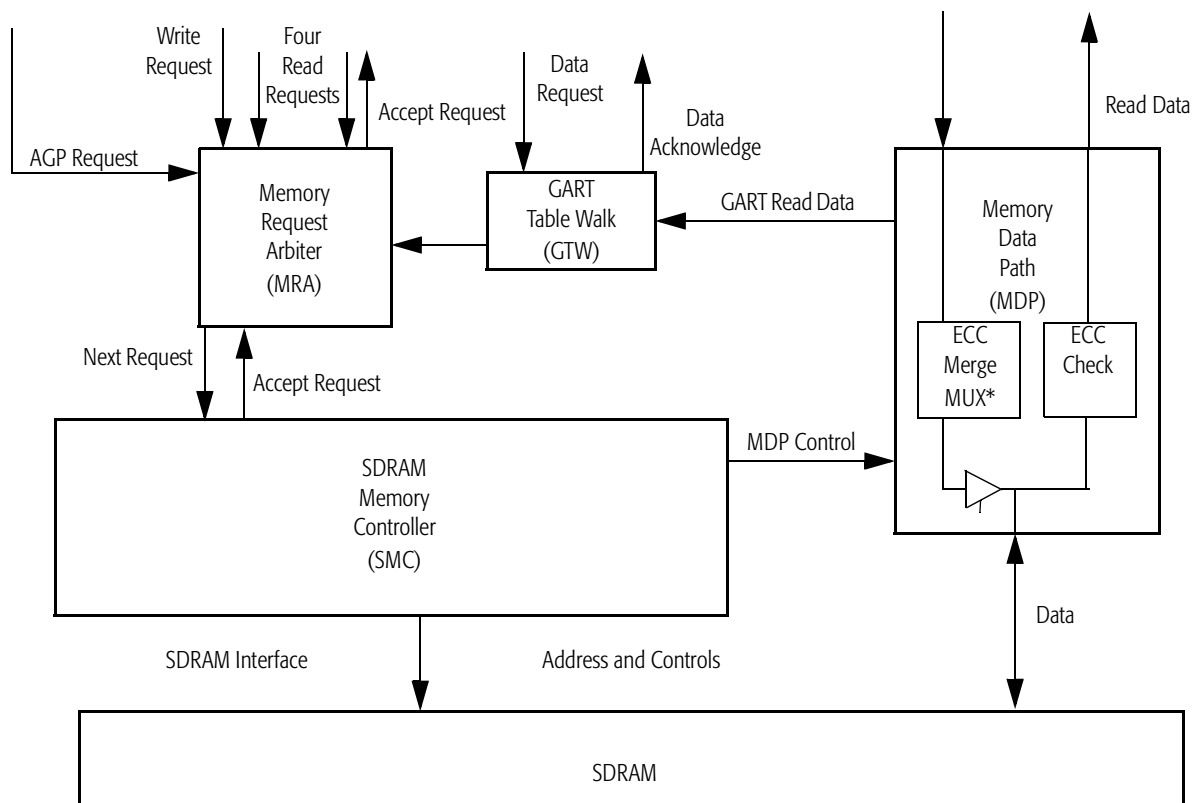 Write
Request
Four
Read
Requests
Accept Request
Data
Request
Data
Acknowledge
Read Data
AGP Request
Memory
Request
Arbiter
(MRA)
GART
Table Walk
(GTW)
GART Read Data
Memory
Data
Path
(MDP)
ECC
Merge
MUX*
ECC
Check
Next Request
Accept Request
SDRAM
Memory
Controller
(SMC)
MDP Control
Data
SDRAM Interface
Address and Controls
SDRAM